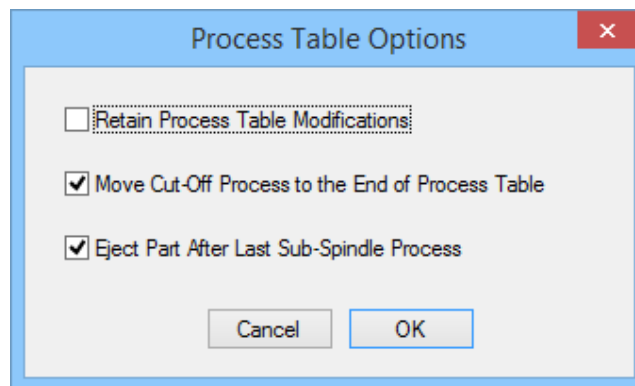 Process Table Options
Retain Process Table Modifications
Move Cut-Off Process to the End of Process Table
Eject Part After Last Sub-Spindle Process
Cancel OK